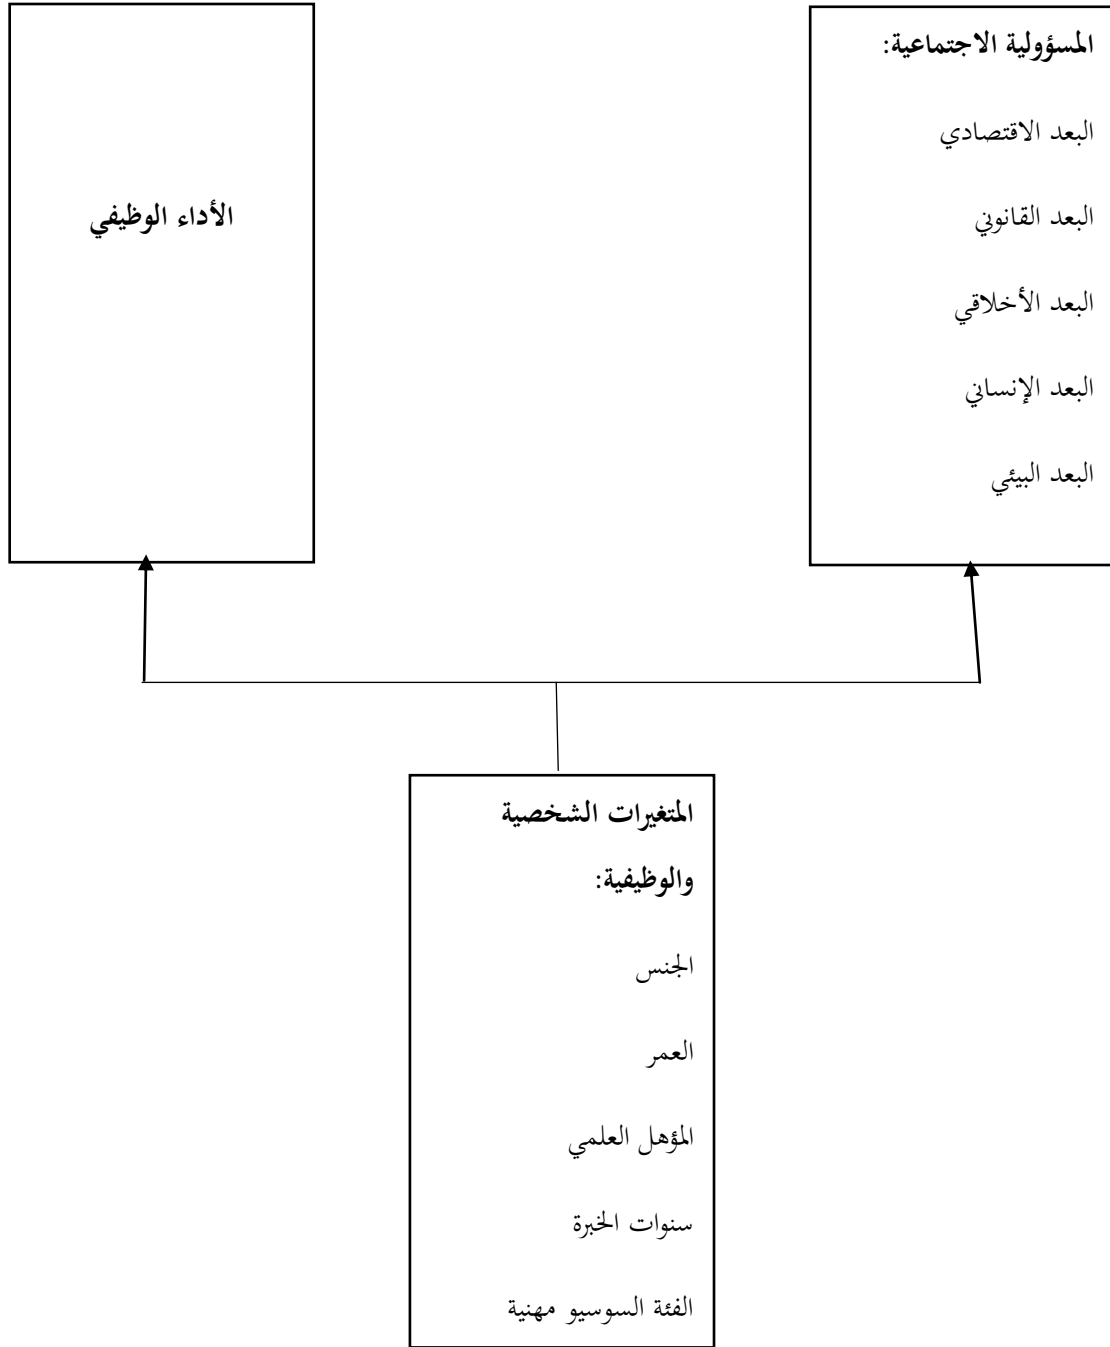 المسؤولية الاجتماعية:
البعد الاقتصادي
البعد القانوني
البعد الأخلاقي
البعد الإنساني
البعد البيئي
الأداء الوظيفي
المتغيرات الشخصية
والوظيفية:
الجنس
العمر
المؤهل العلمي
سنوات الخبرة
الفئة السوسيو مهنية